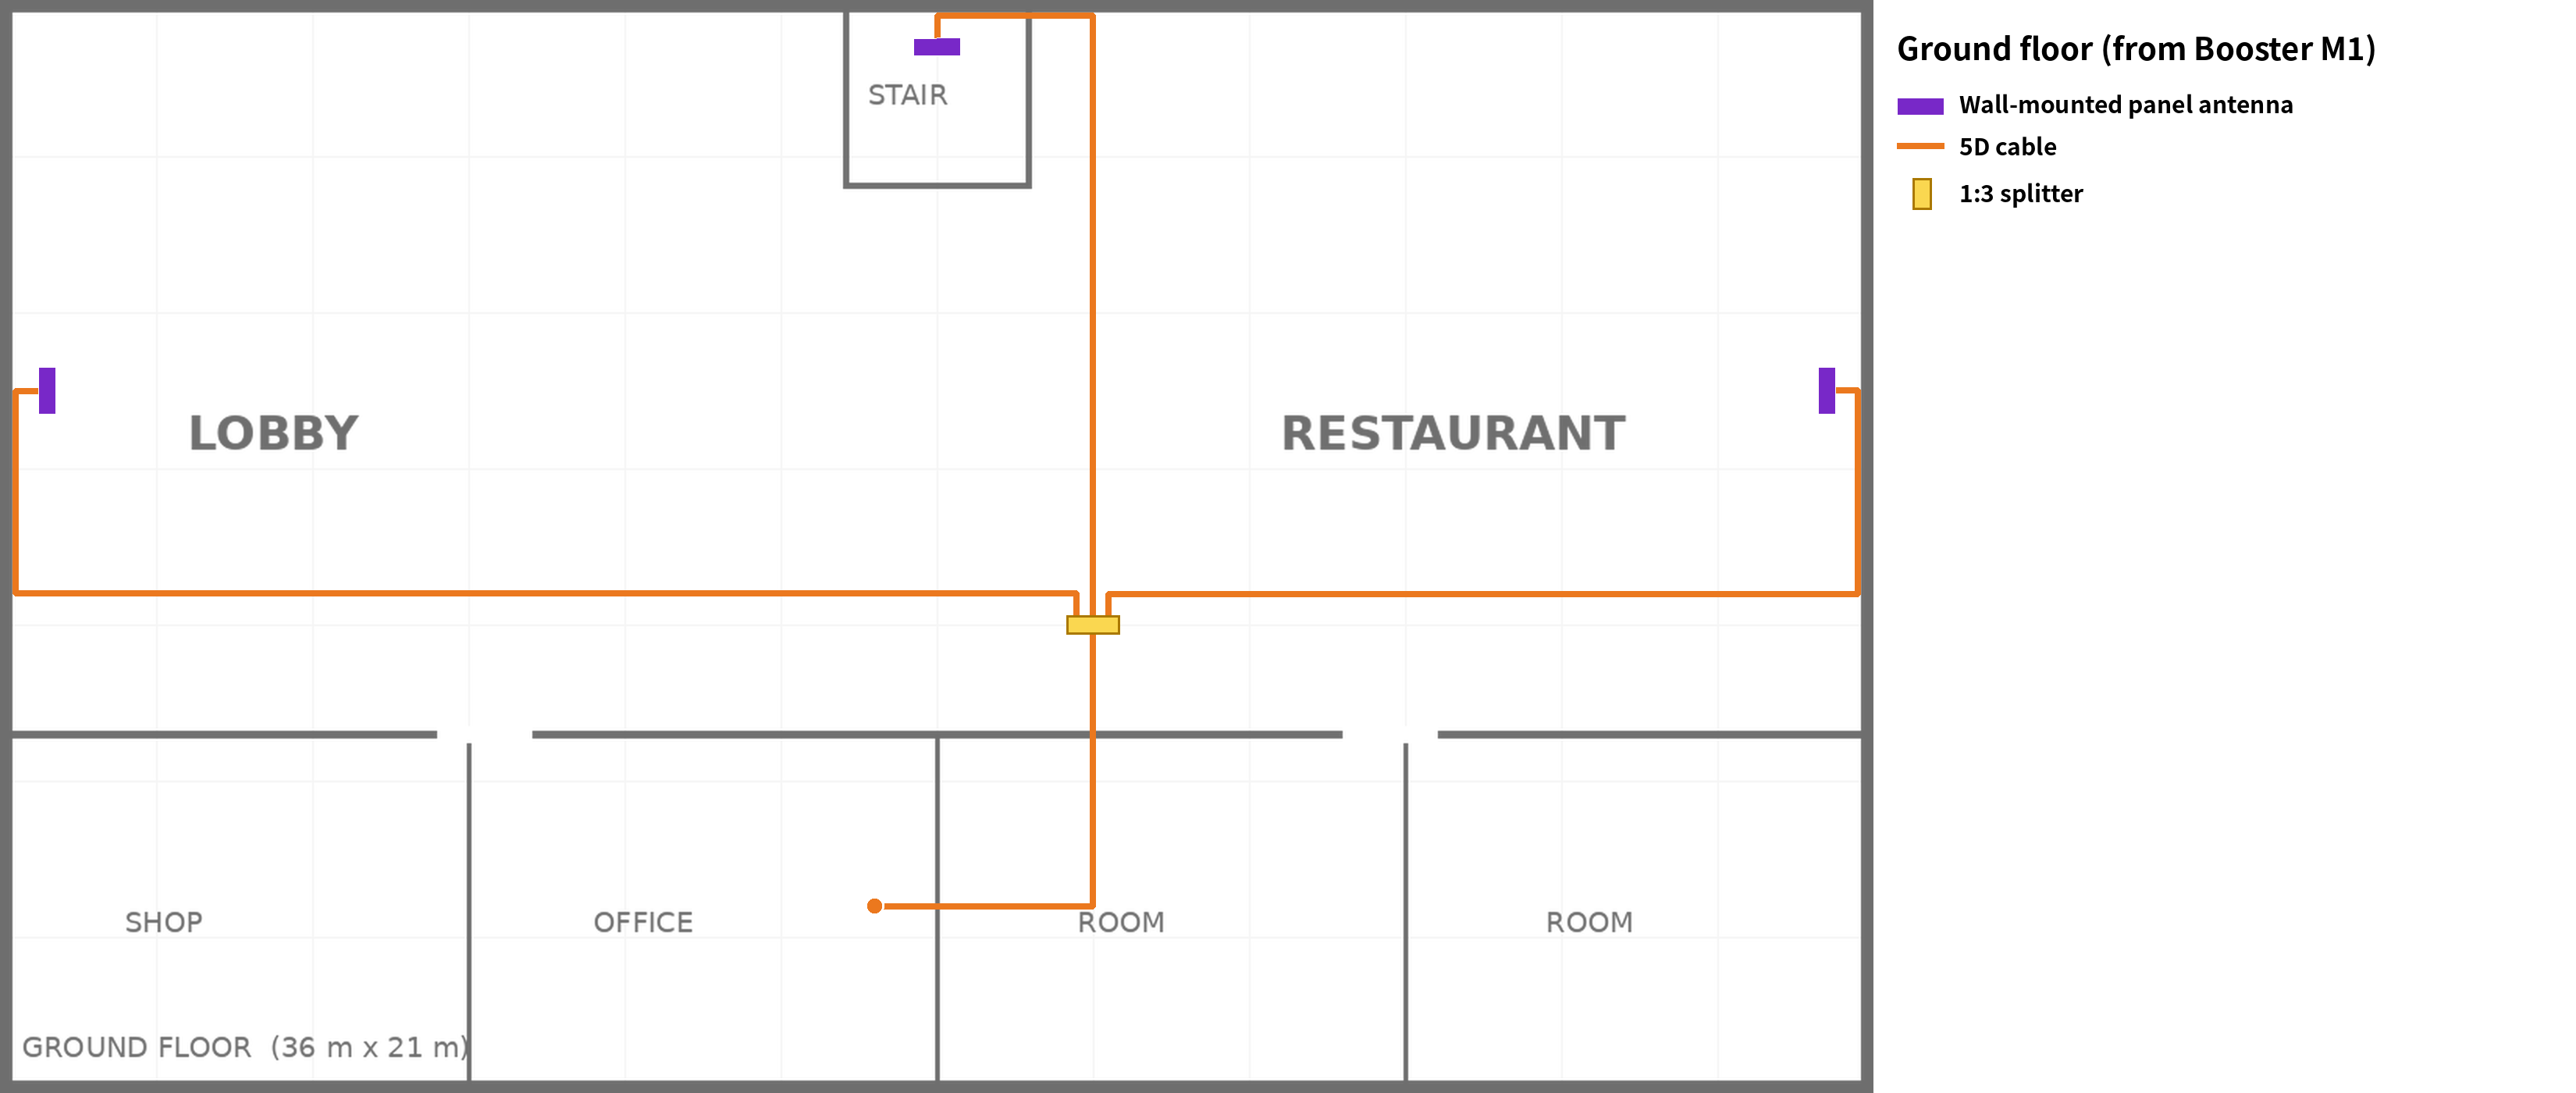 Ground floor (from Booster M1)
Wall-mounted panel antenna
5D cable
1:3 splitter
STAIR
LOBBY
RESTAURANT
SHOP
OFFICE
ROOM
ROOM
GROUND FLOOR (36 m x 21 m)